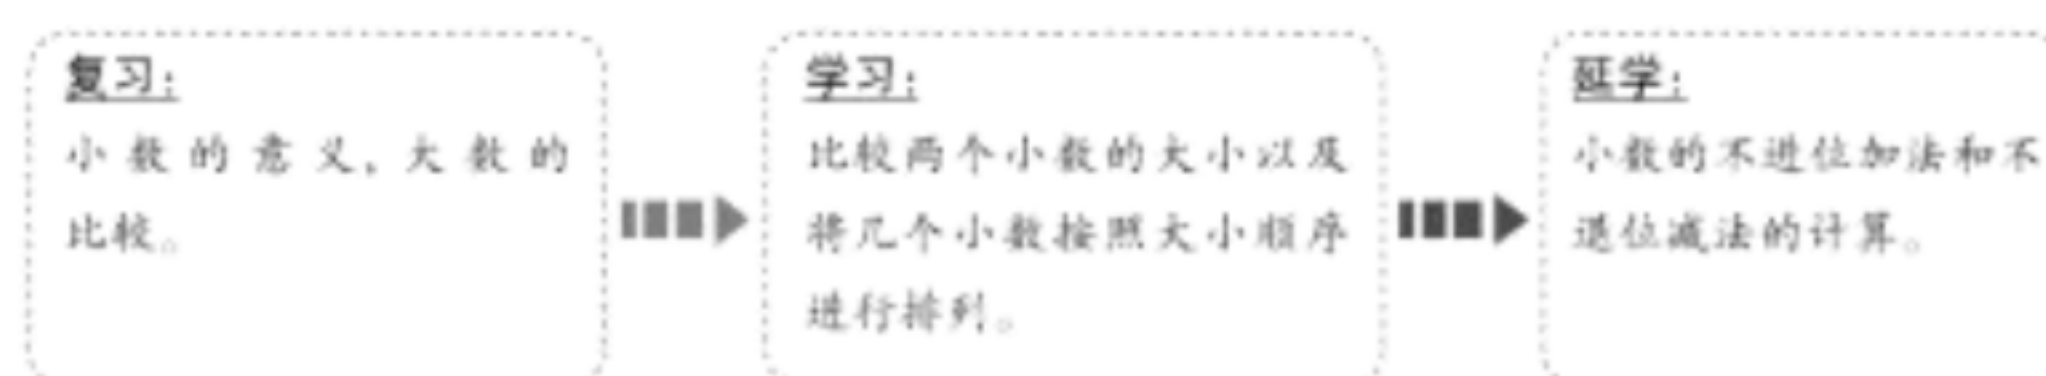 复习：
小数的意义，大数的
比较。
学习：
比较两个小数的大小以及
将几个小数按照大小顺序
进行排列。
延学：
小数的不进位加法和不
退位减法的计算。